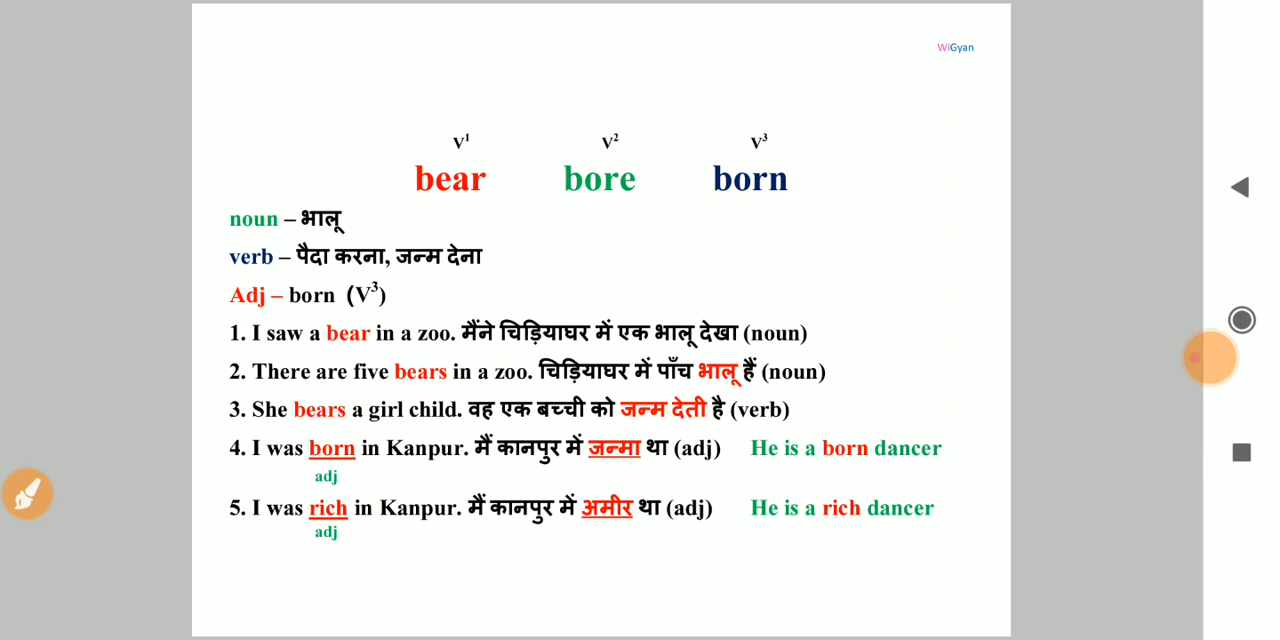 WiGyan
V¹ V² V³
bear bore born
noun – भालू
verb – पैदा करना, जन्म देना
Adj – born (V³)
1. I saw a bear in a zoo. मैंने चिड़ियाघर में एक भालू देखा (noun)
2. There are five bears in a zoo. चिड़ियाघर में पाँच भालू हैं (noun)
3. She bears a girl child. वह एक बच्ची को जन्म देती है (verb)
4. I was born in Kanpur. मैं कानपुर में जन्मा था (adj) He is a born dancer
adj
5. I was rich in Kanpur. मैं कानपुर में अमीर था (adj) He is a rich dancer
adj